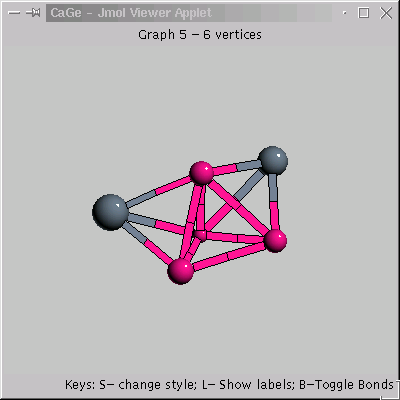 CaGe - Jmol Viewer Applet
Graph 5 - 6 vertices
Keys: S- change style; L- Show labels; B-Toggle Bonds